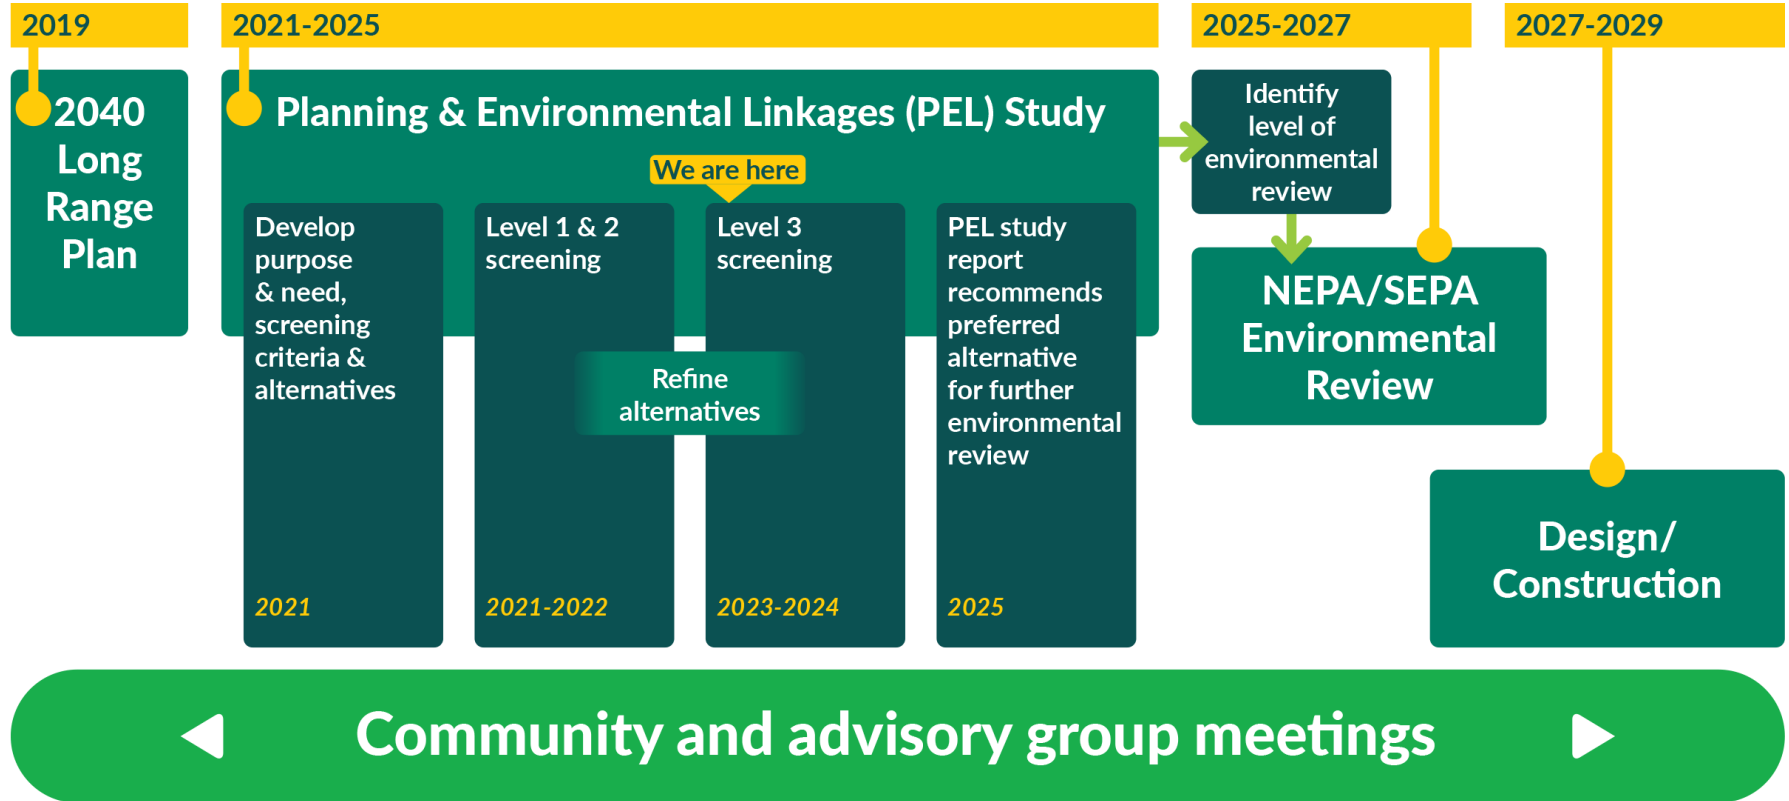 2019
2040
Long
Range
Plan
2021-2025
Planning & Environmental Linkages (PEL) Study
We are here
Develop
purpose
& need,
screening
criteria &
alternatives
2021
Level 1 & 2
screening
2021-2022
Refine
alternatives
Level 3
screening
2023-2024
PEL study
report
recommends
preferred
alternative
for further
environmental
review
2025
2025-2027
Identify
level of
environmental
review
NEPA/SEPA
Environmental
Review
2027-2029
Design/
Construction
Community and advisory group meetings